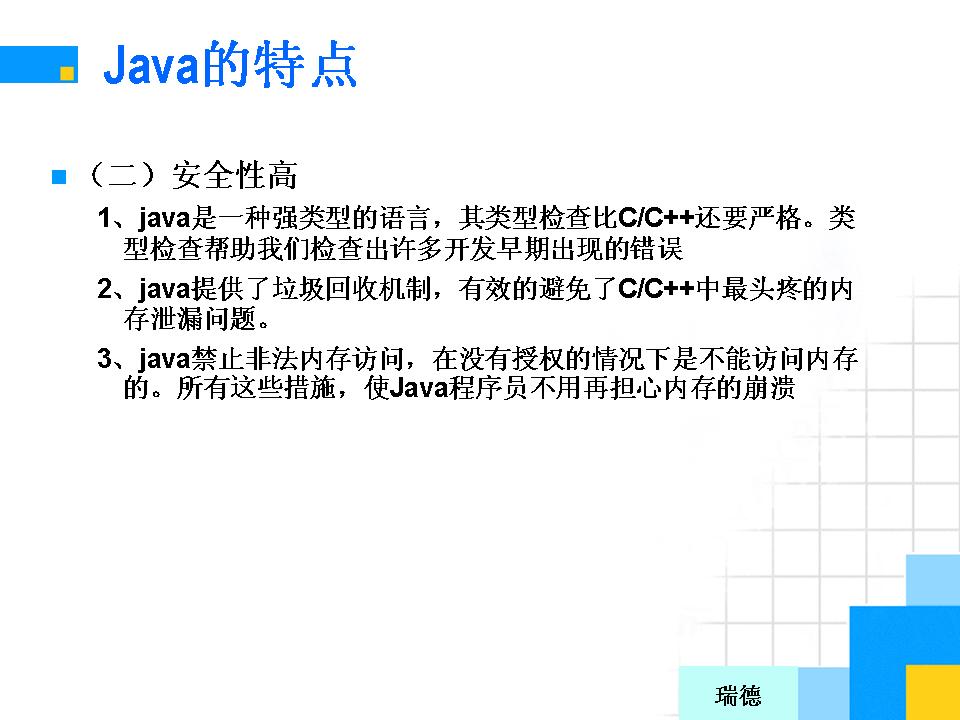 Java的特点
（二）安全性高
1、java是一种强类型的语言，其类型检查比C/C++还要严格。类
型检查帮助我们检查出许多开发早期出现的错误
2、java提供了垃圾回收机制，有效的避免了C/C++中最头疼的内
存泄漏问题。
3、java禁止非法内存访问，在没有授权的情况下是不能访问内存
的。所有这些措施，使Java程序员不用再担心内存的崩溃
瑞德